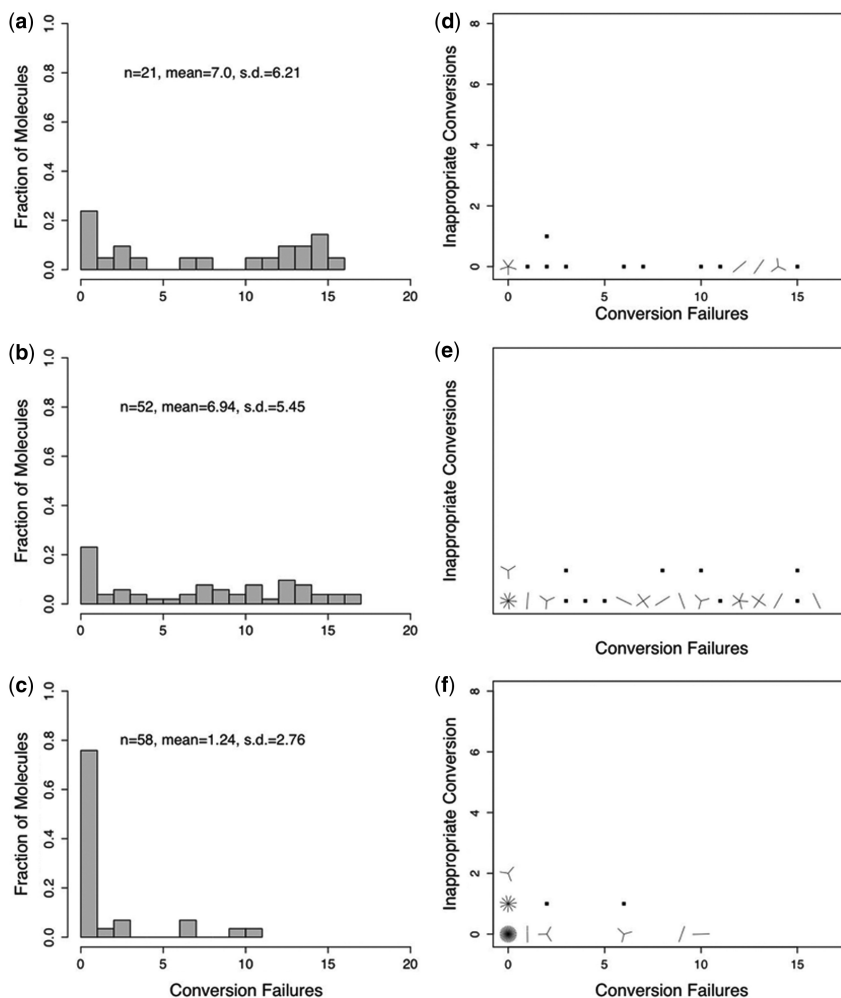 (a)
Fraction of Molecules
1.0
0.8
0.6
0.4
0.2
0.0
n=21, mean=7.0, s.d.=6.21
0 5 10 15 20
(d)
Inappropriate Conversions
8
6
4
2
0
0 5 10 15
Conversion Failures
(b)
Fraction of Molecules
1.0
0.8
0.6
0.4
0.2
0.0
n=52, mean=6.94, s.d.=5.45
0 5 10 15 20
(e)
Inappropriate Conversions
Conversion Failures
(c)
Fraction of Molecules
1.0
0.8
0.6
0.4
0.2
0.0
n=58, mean=1.24, s.d.=2.76
0 5 10 15 20
Conversion Failures
(f)
Inappropriate Conversion
8
6
4
2
0
0 5 10 15
Conversion Failures